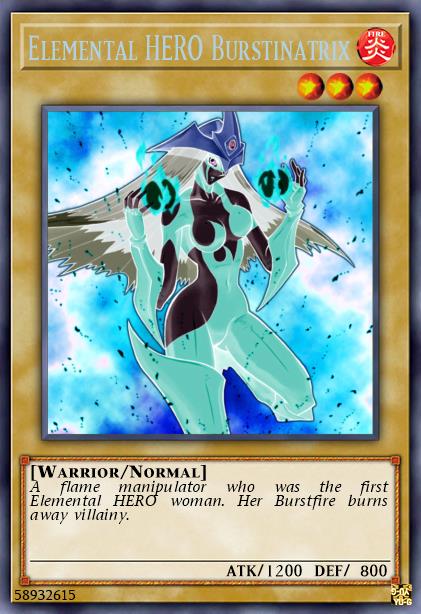 Elemental HERO Burstinatrix
FIRE
炎
[Warrior/Normal]
A flame manipulator who was the first
Elemental HERO woman. Her Burstfire burns
away villainy.
ATK/1200 DEF/ 800
58932615